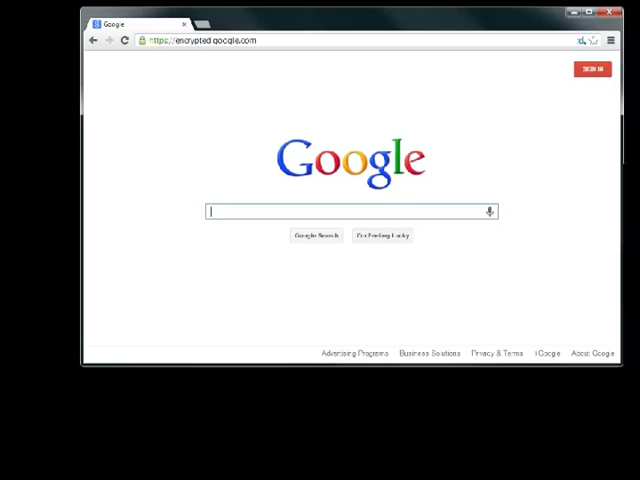 Google
https://encrypted.google.com
SIGN IN
Google
Google Search
I'm Feeling Lucky
Advertising Programs
Business Solutions
Privacy & Terms
+Google
About Google